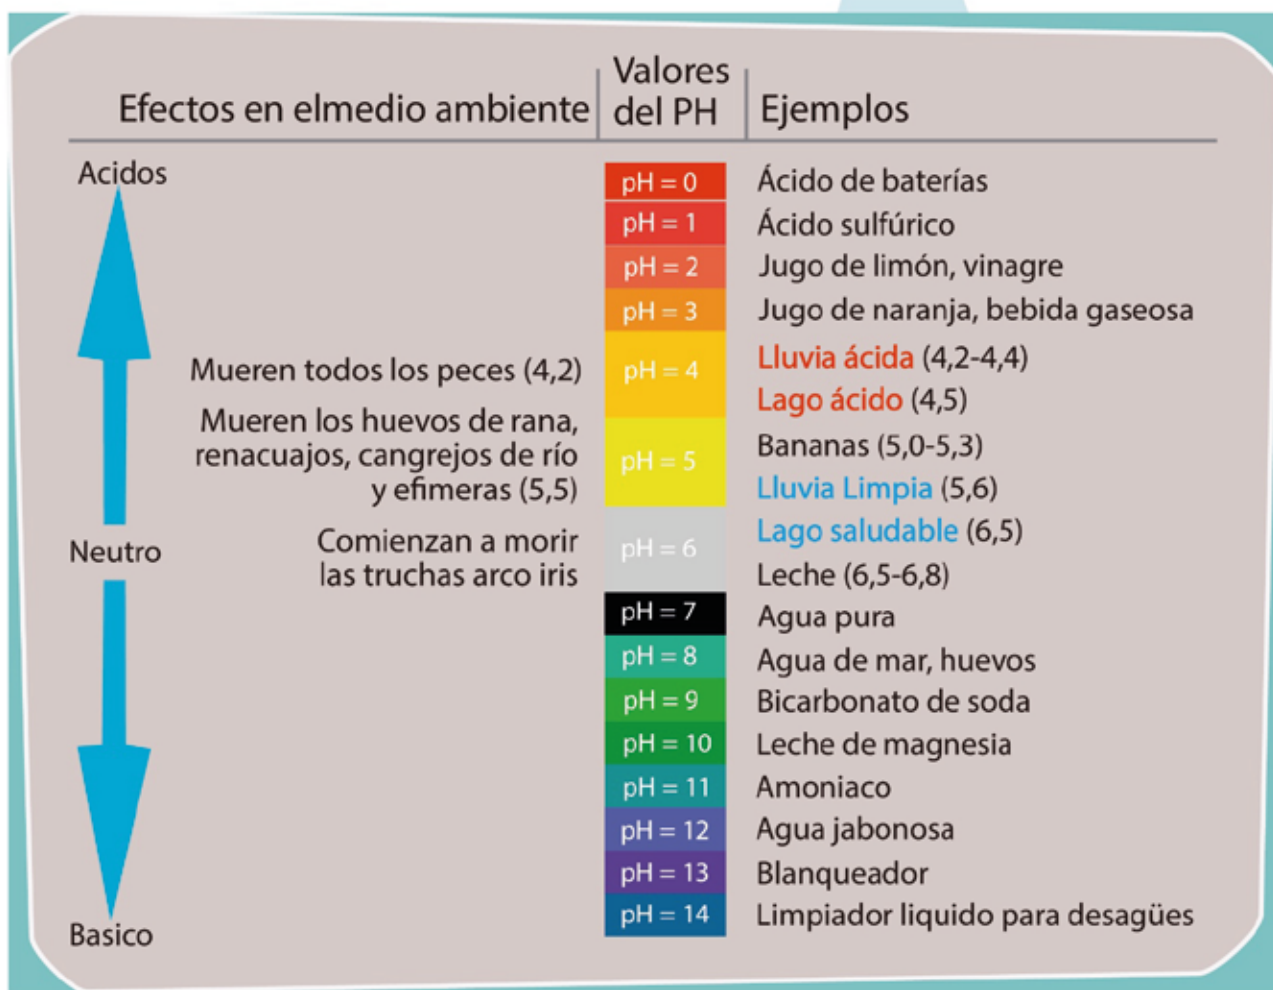 Efectos en elmedio ambiente
Valores
del PH
Ejemplos
Acidos
pH = 0
Ácido de baterías
pH = 1
Ácido sulfúrico
pH = 2
Jugo de limón, vinagre
pH = 3
Jugo de naranja, bebida gaseosa
Mueren todos los peces (4,2)
pH = 4
Lluvia ácida (4,2-4,4)
Lago ácido (4,5)
Mueren los huevos de rana,
renacuajos, cangrejos de río
y efimeras (5,5)
pH = 5
Bananas (5,0-5,3)
Lluvia Limpia (5,6)
Neutro
Comienzan a morir
las truchas arco iris
pH = 6
Lago saludable (6,5)
Leche (6,5-6,8)
pH = 7
Agua pura
pH = 8
Agua de mar, huevos
pH = 9
Bicarbonato de soda
pH = 10
Leche de magnesia
pH = 11
Amoniaco
pH = 12
Agua jabonosa
pH = 13
Blanqueador
pH = 14
Limpiador liquido para desagües
Basico